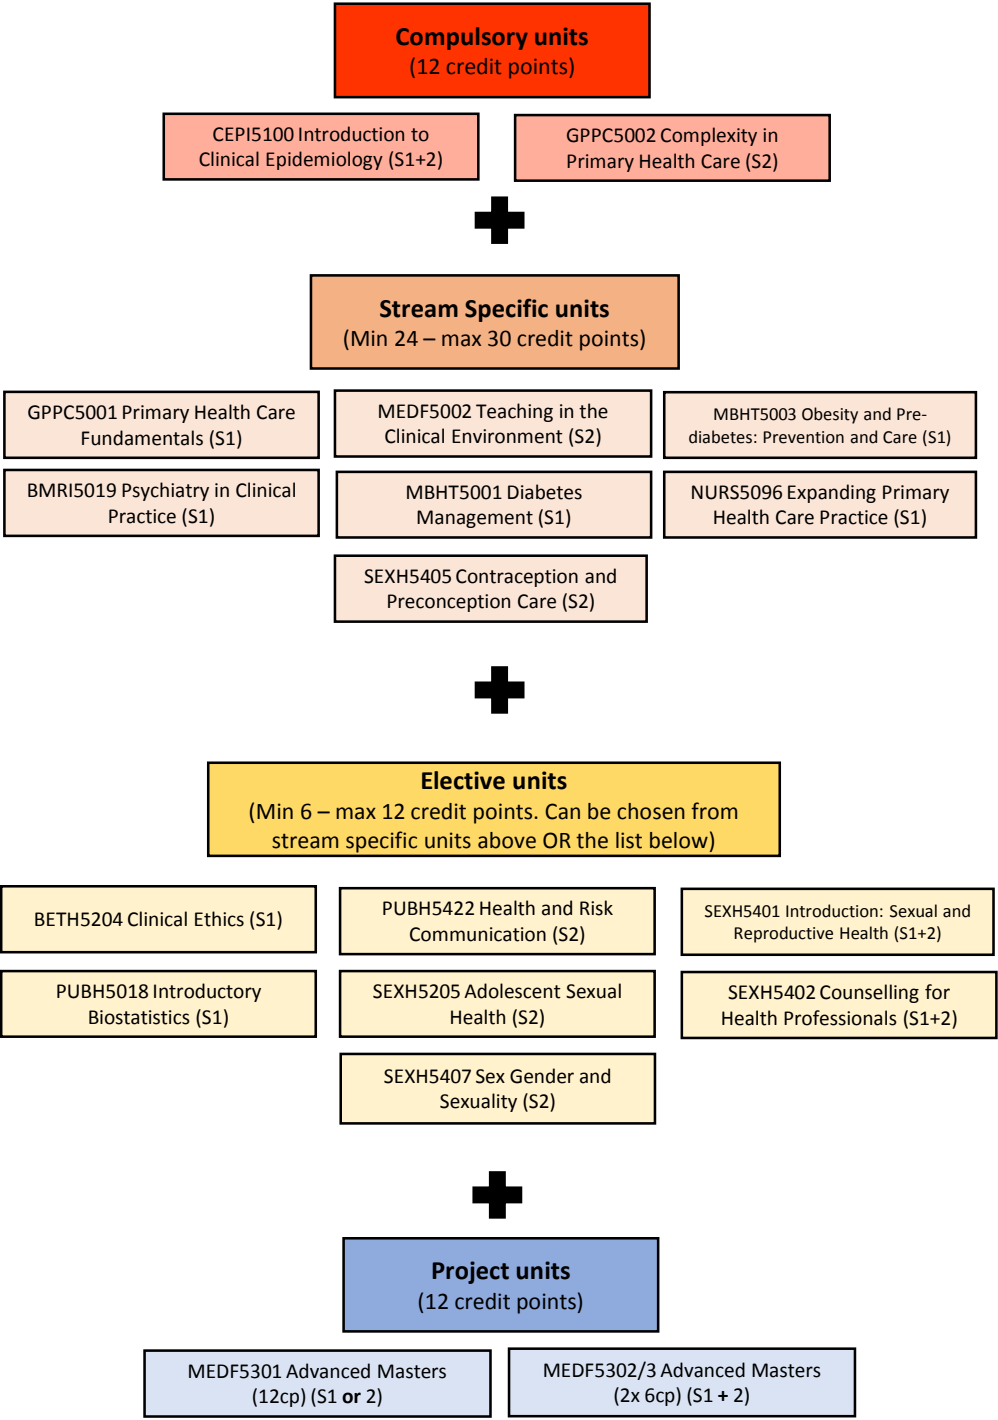 Compulsory units
(12 credit points)
CEPI5100 Introduction to
Clinical Epidemiology (S1+2)
GPPC5002 Complexity in
Primary Health Care (S2)
Stream Specific units
(Min 24 – max 30 credit points)
GPPC5001 Primary Health Care
Fundamentals (S1)
MEDF5002 Teaching in the
Clinical Environment (S2)
MBHT5003 Obesity and Pre-
diabetes: Prevention and Care (S1)
BMRI5019 Psychiatry in Clinical
Practice (S1)
MBHT5001 Diabetes
Management (S1)
NURS5096 Expanding Primary
Health Care Practice (S1)
SEXH5405 Contraception and
Preconception Care (S2)
Elective units
(Min 6 – max 12 credit points. Can be chosen from
stream specific units above OR the list below)
BETH5204 Clinical Ethics (S1)
PUBH5422 Health and Risk
Communication (S2)
SEXH5401 Introduction: Sexual and
Reproductive Health (S1+2)
PUBH5018 Introductory
Biostatistics (S1)
SEXH5205 Adolescent Sexual
Health (S2)
SEXH5402 Counselling for
Health Professionals (S1+2)
SEXH5407 Sex Gender and
Sexuality (S2)
Project units
(12 credit points)
MEDF5301 Advanced Masters
(12cp) (S1 or 2)
MEDF5302/3 Advanced Masters
(2x 6cp) (S1 + 2)